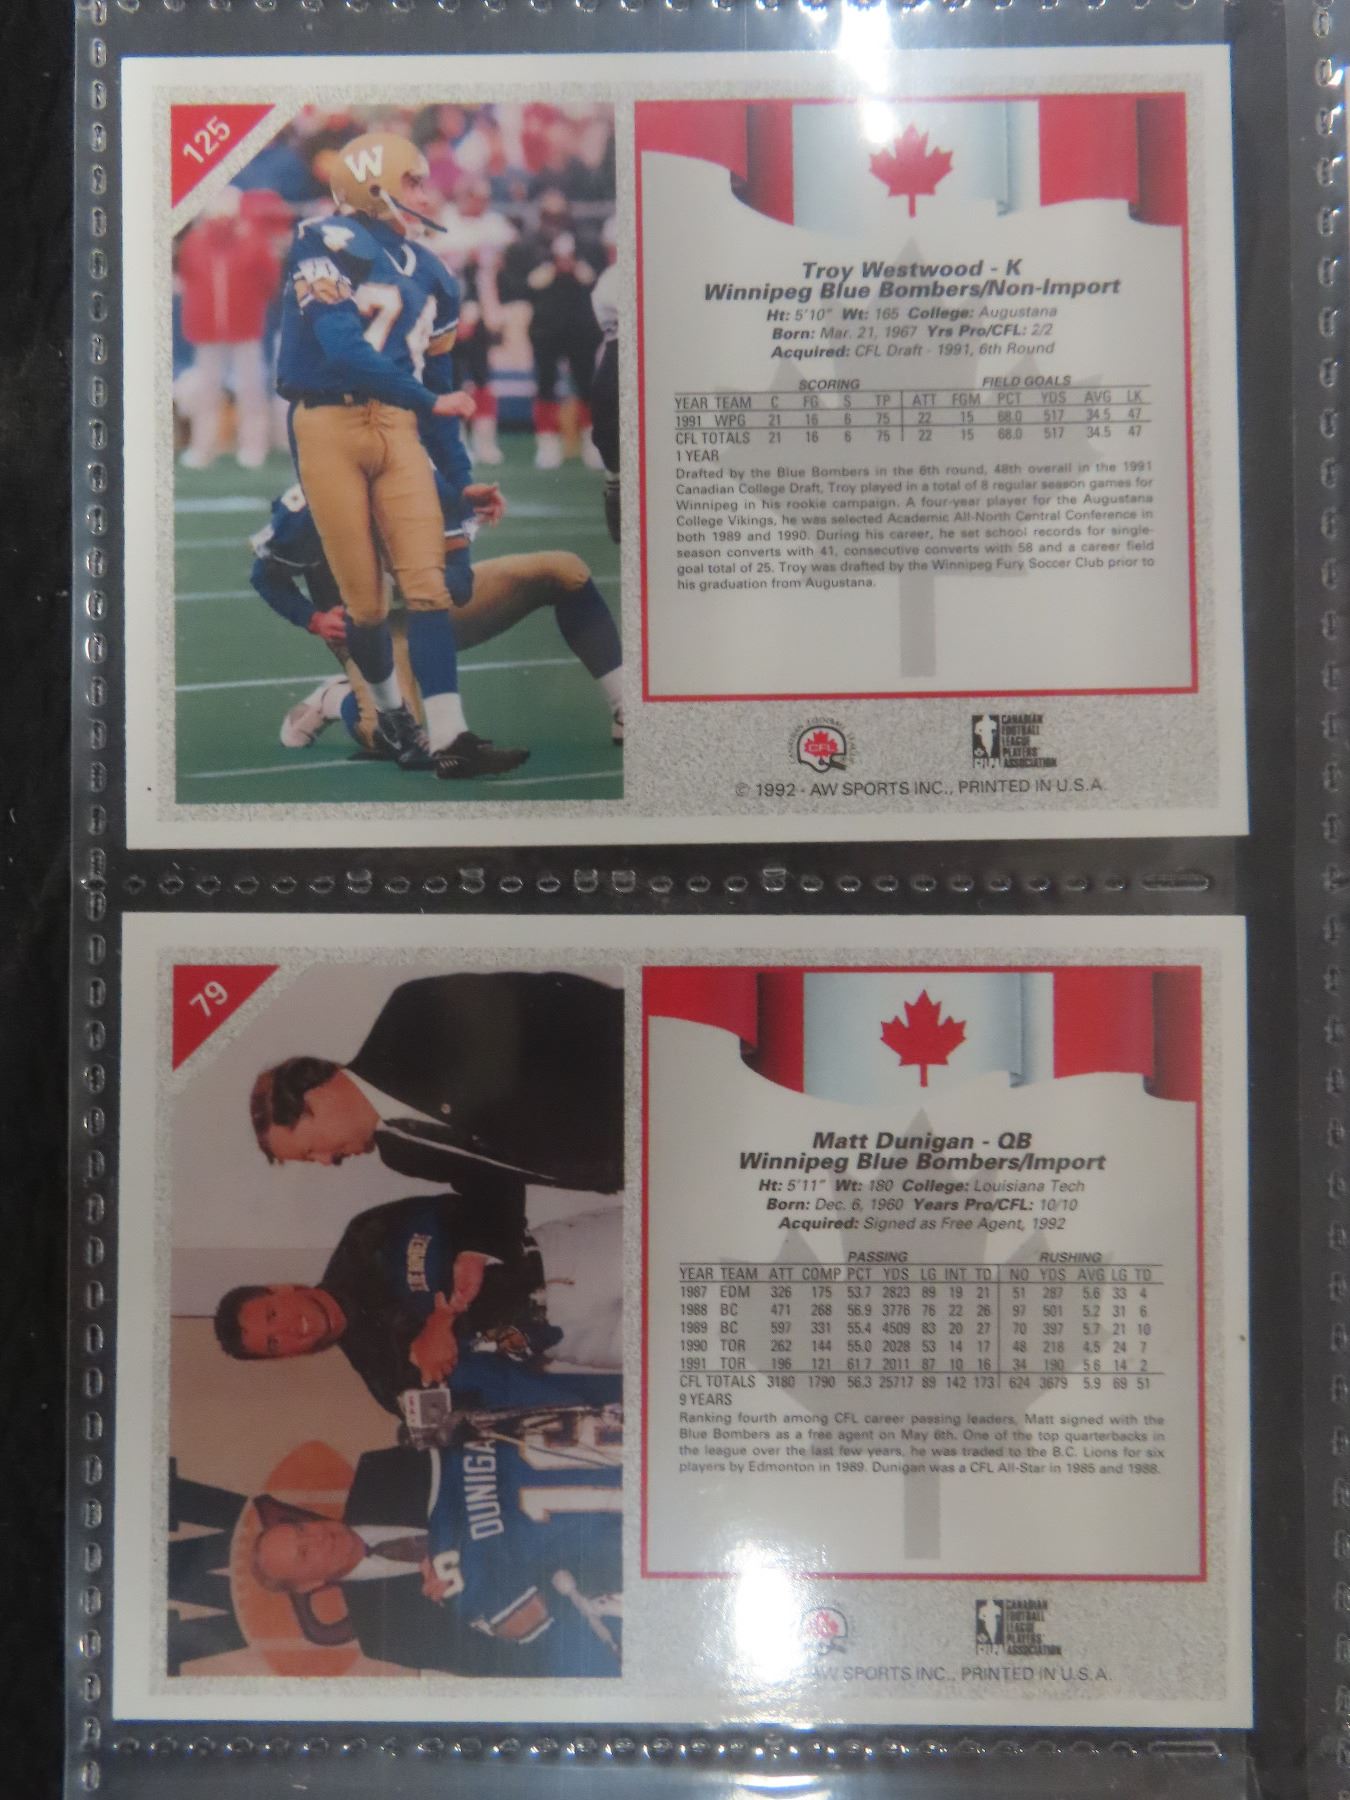 125
W
74
Troy Westwood - K
Winnipeg Blue Bombers/Non-Import
Ht: 5'10" Wt: 165 College: Augustana
Born: Mar. 21, 1967 Yrs Pro/CFL: 2/2
Acquired: CFL Draft - 1991, 6th Round
SCORING FIELD GOALS
YEAR TEAM C FG S TP ATT FGM PCT YDS AVG LK
1991 WPG 21 16 6 75 22 15 68.0 517 34.5 47
CFL TOTALS 21 16 6 75 22 15 68.0 517 34.5 47
1 YEAR
Drafted by the Blue Bombers in the 6th round, 48th overall in the 1991
Canadian College Draft, Troy played in a total of 8 regular season games for
Winnipeg in his rookie campaign. A four-year player for the Augustana
College Vikings, he was selected Academic All-North Central Conference in
both 1989 and 1990. During his career, he set school records for single-
season converts with 41, consecutive converts with 58 and a career field
goal total of 25. Troy was drafted by the Winnipeg Fury Soccer Club prior to
his graduation from Augustana.
CFL
CANADIAN
FOOTBALL
LEAGUE
PLAYERS'
ASSOCIATION
© 1992 - AW SPORTS INC., PRINTED IN U.S.A.
79
DUNIGA
16
Matt Dunigan - QB
Winnipeg Blue Bombers/Import
Ht: 5'11" Wt: 180 College: Louisiana Tech
Born: Dec. 6, 1960 Years Pro/CFL: 10/10
Acquired: Signed as Free Agent, 1992
PASSING RUSHING
YEAR TEAM ATT COMP PCT YDS LG INT TD NO YDS AVG LG TD
1987 EDM 326 175 53.7 2823 89 19 21 51 287 5.6 33 4
1988 BC 471 268 56.9 3776 76 22 26 97 501 5.2 31 6
1989 BC 597 331 55.4 4509 83 20 27 70 397 5.7 21 10
1990 TOR 262 144 55.0 2028 53 14 17 48 218 4.5 24 7
1991 TOR 196 121 61.7 2011 87 10 16 34 190 5.6 14 2
CFL TOTALS 3180 1790 56.3 25717 89 142 173 624 3679 5.9 69 51
9 YEARS
Ranking fourth among CFL career passing leaders, Matt signed with the
Blue Bombers as a free agent on May 6th. One of the top quarterbacks in
the league over the last few years, he was traded to the B.C. Lions for six
players by Edmonton in 1989. Dunigan was a CFL All-Star in 1985 and 1988.
CANADIAN
FOOTBALL
LEAGUE
PLAYERS'
ASSOCIATION
AW SPORTS INC., PRINTED IN U.S.A.